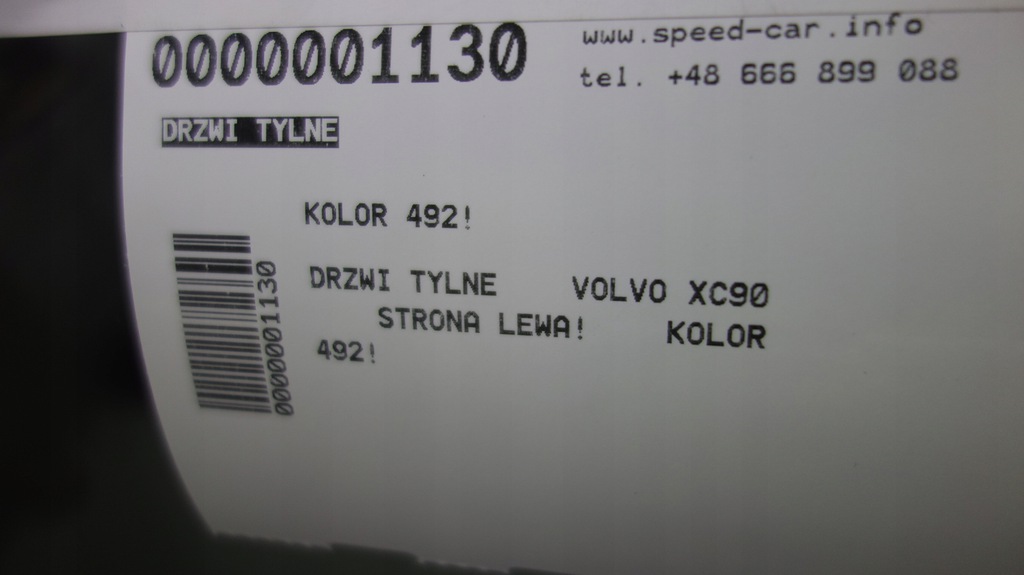 0000001130
www.speed-car.info
tel. +48 666 899 088
DRZWI TYLNE
KOLOR 492!
0000001130
DRZWI TYLNE VOLVO XC90
STRONA LEWA! KOLOR
492!